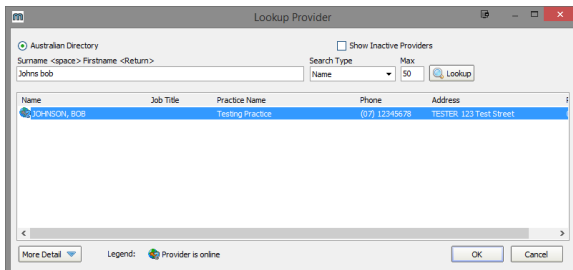 m Lookup Provider
Australian Directory Show Inactive Providers
Surname <space> Firstname <Return> Search Type Max
Johns bob Name 50 Lookup
Name Job Title Practice Name Phone Address
JOHNSON, BOB Testing Practice (07) 12345678 TESTER 123 Test Street
More Detail Legend: Provider is online OK Cancel